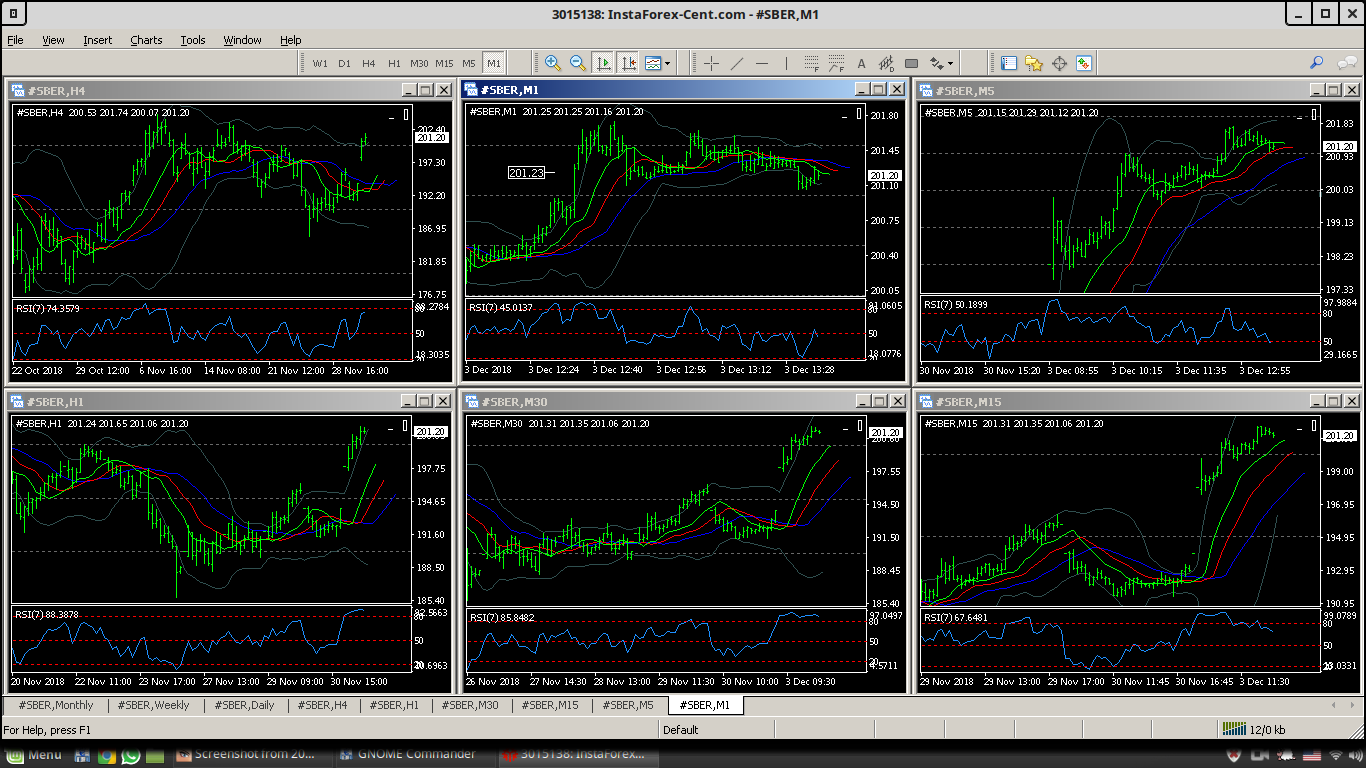 3015138: InstaForex-Cent.com - #SBER,M1
File View Insert Charts Tools Window Help
W1 D1 H4 H1 M30 M15 M5 M1
#SBER,H4
#SBER,H4 200.53 201.74 200.07 201.20
202.40
201.20
197.30
192.20
186.95
181.85
176.75
RSI(7) 74.3579
80
50
18.3035
22 Oct 2018 29 Oct 12:00 6 Nov 16:00 14 Nov 08:00 21 Nov 12:00 28 Nov 16:00
#SBER,M1
#SBER,M1 201.25 201.25 201.16 201.20
201.23
201.80
201.45
201.20
201.10
200.75
200.40
200.05
RSI(7) 45.0137
91.0605
80
50
18.0776
3 Dec 2018 3 Dec 12:24 3 Dec 12:40 3 Dec 12:56 3 Dec 13:12 3 Dec 13:28
#SBER,M5
#SBER,M5 201.15 201.29 201.12 201.20
201.83
201.20
200.93
200.03
199.13
198.23
197.33
RSI(7) 50.1899
97.9884
80
50
29.1665
30 Nov 2018 30 Nov 15:20 3 Dec 08:55 3 Dec 10:15 3 Dec 11:35 3 Dec 12:55
#SBER,H1
#SBER,H1 201.24 201.65 201.06 201.20
201.20
197.75
194.65
191.60
188.50
185.40
RSI(7) 88.3878
92.5663
80
50
20.6963
20 Nov 2018 22 Nov 11:00 23 Nov 17:00 27 Nov 13:00 29 Nov 09:00 30 Nov 15:00
#SBER,M30
#SBER,M30 201.31 201.35 201.06 201.20
201.20
200.60
197.55
194.50
191.50
188.45
185.40
RSI(7) 85.8482
97.0497
80
50
20
4.5711
26 Nov 2018 27 Nov 14:30 28 Nov 13:00 29 Nov 11:30 30 Nov 10:00 3 Dec 09:30
#SBER,M15
#SBER,M15 201.31 201.35 201.06 201.20
201.20
199.00
196.95
194.95
192.95
190.95
RSI(7) 67.6481
99.0789
80
50
29 Nov 2018 29 Nov 13:00 29 Nov 17:00 30 Nov 11:45 30 Nov 16:45 3 Dec 11:30
#SBER,Monthly #SBER,Weekly #SBER,Daily #SBER,H4 #SBER,H1 #SBER,M30 #SBER,M15 #SBER,M5 #SBER,M1
For Help, press F1 Default 12/0 kb
Menu Screenshot from 20... GNOME Commander 3015138: InstaForex...